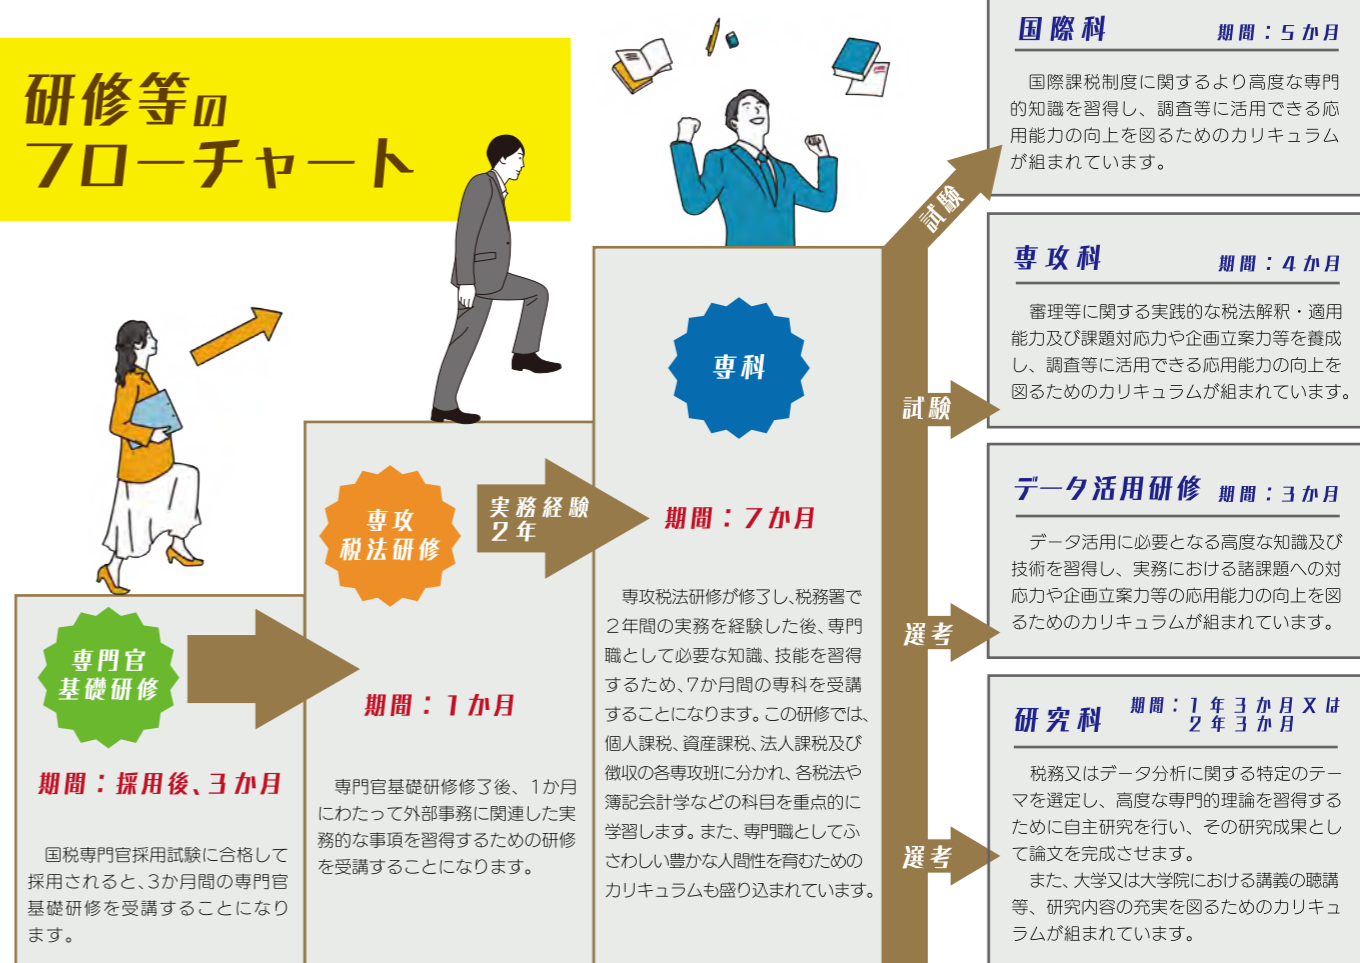 研修等の
フローチャート
専門官
基礎研修
期間：採用後、3か月
国税専門官採用試験に合格して
採用されると、3か月間の専門官
基礎研修を受講することになり
ます。
専攻
税法研修
期間：1か月
専門官基礎研修修了後、1か月
にわたって外部事務に関連した実
務的な事項を習得するための研修
を受講することになります。
実務経験
2年
専科
期間：7か月
専攻税法研修が修了し、税務署で
2年間の実務を経験した後、専門
職として必要な知識、技能を習得
するため、7か月間の専科を受講
することになります。この研修では、
個人課税、資産課税、法人課税及び
徴収の各専攻班に分かれ、各税法や
簿記会計学などの科目を重点的に
学習します。また、専門職としてふ
さわしい豊かな人間性を育むための
カリキュラムも盛り込まれています。
試験
国際科
期間：5か月
国際課税制度に関するより高度な専門
的知識を習得し、調査等に活用できる応
用能力の向上を図るためのカリキュラム
が組まれています。
試験
専攻科
期間：4か月
審理等に関する実践的な税法解釈・適用
能力及び課題対応力や企画立案力等を養成
し、調査等に活用できる応用能力の向上を
図るためのカリキュラムが組まれています。
選考
データ活用研修
期間：3か月
データ活用に必要となる高度な知識及び
技術を習得し、実務における諸課題への対
応力や企画立案力等の応用能力の向上を図
るためのカリキュラムが組まれています。
選考
研究科
期間：1年3か月又は
2年3か月
税務又はデータ分析に関する特定のテー
マを選定し、高度な専門的理論を習得する
ために自主研究を行い、その研究成果とし
て論文を完成させます。
また、大学又は大学院における講義の聴講
等、研究内容の充実を図るためのカリキュ
ラムが組まれています。